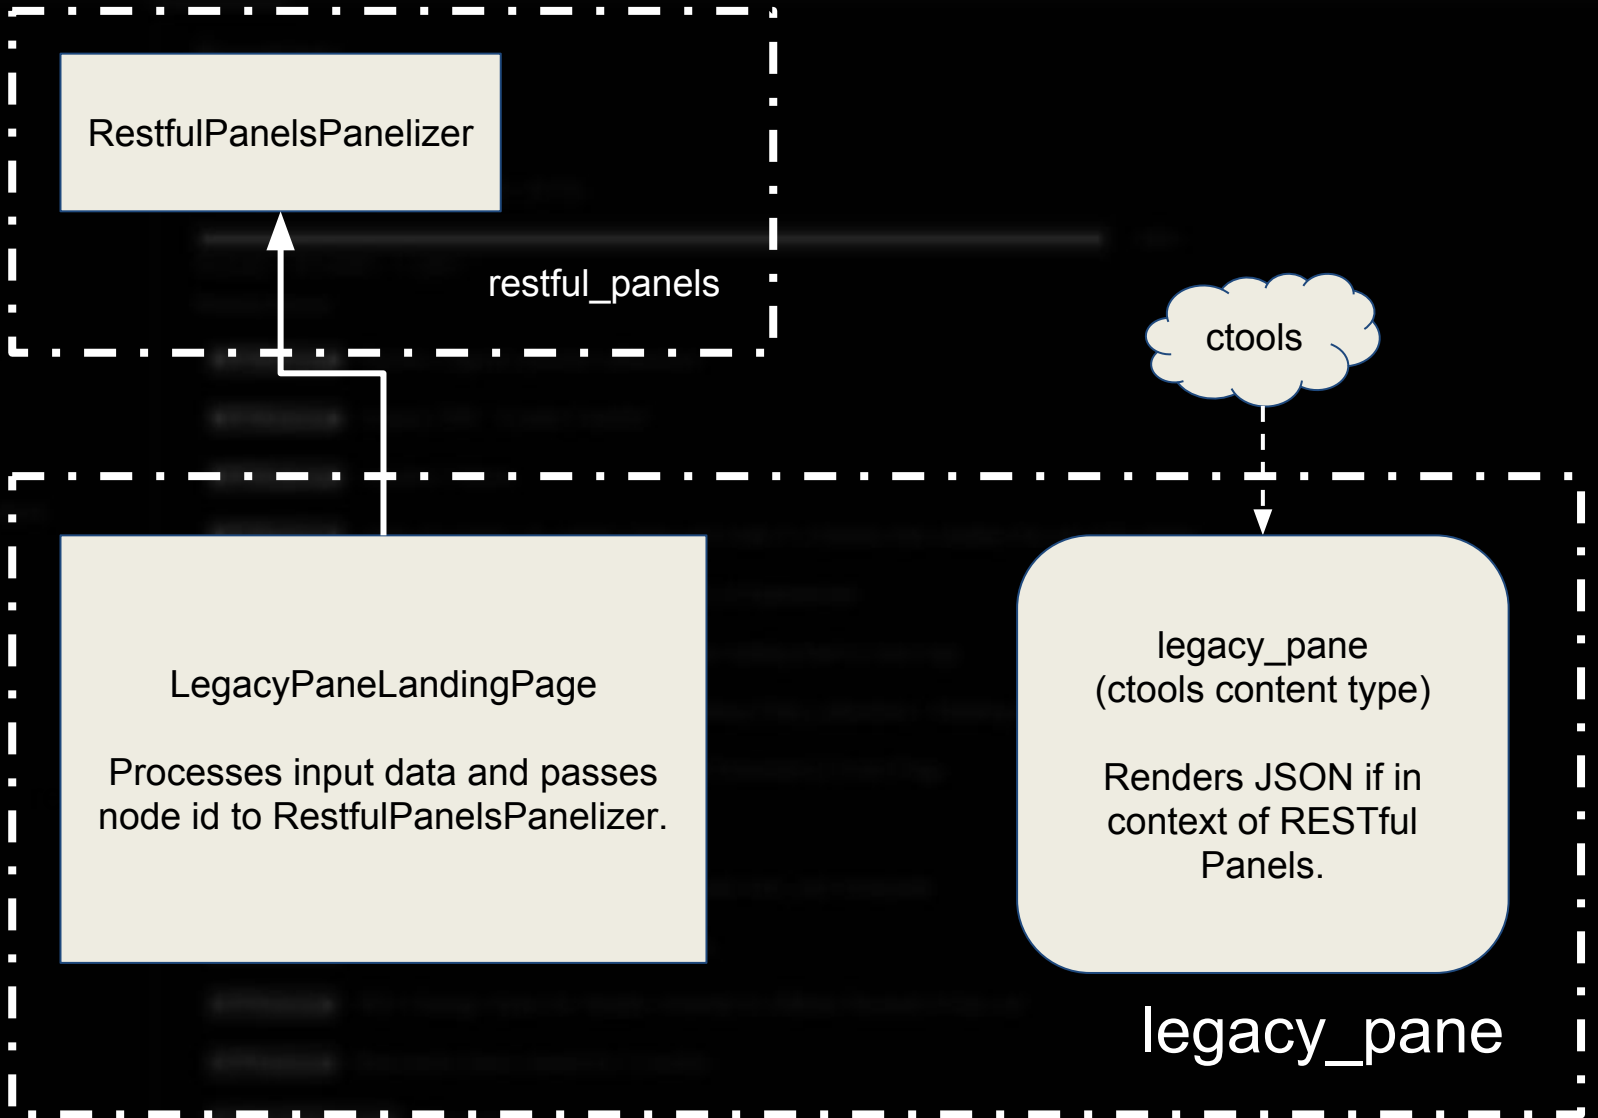 RestfulPanelsPanelizer
restful_panels
ctools
LegacyPaneLandingPage
Processes input data and passes
node id to RestfulPanelsPanelizer.
legacy_pane
(ctools content type)
Renders JSON if in
context of RESTful
Panels.
legacy_pane